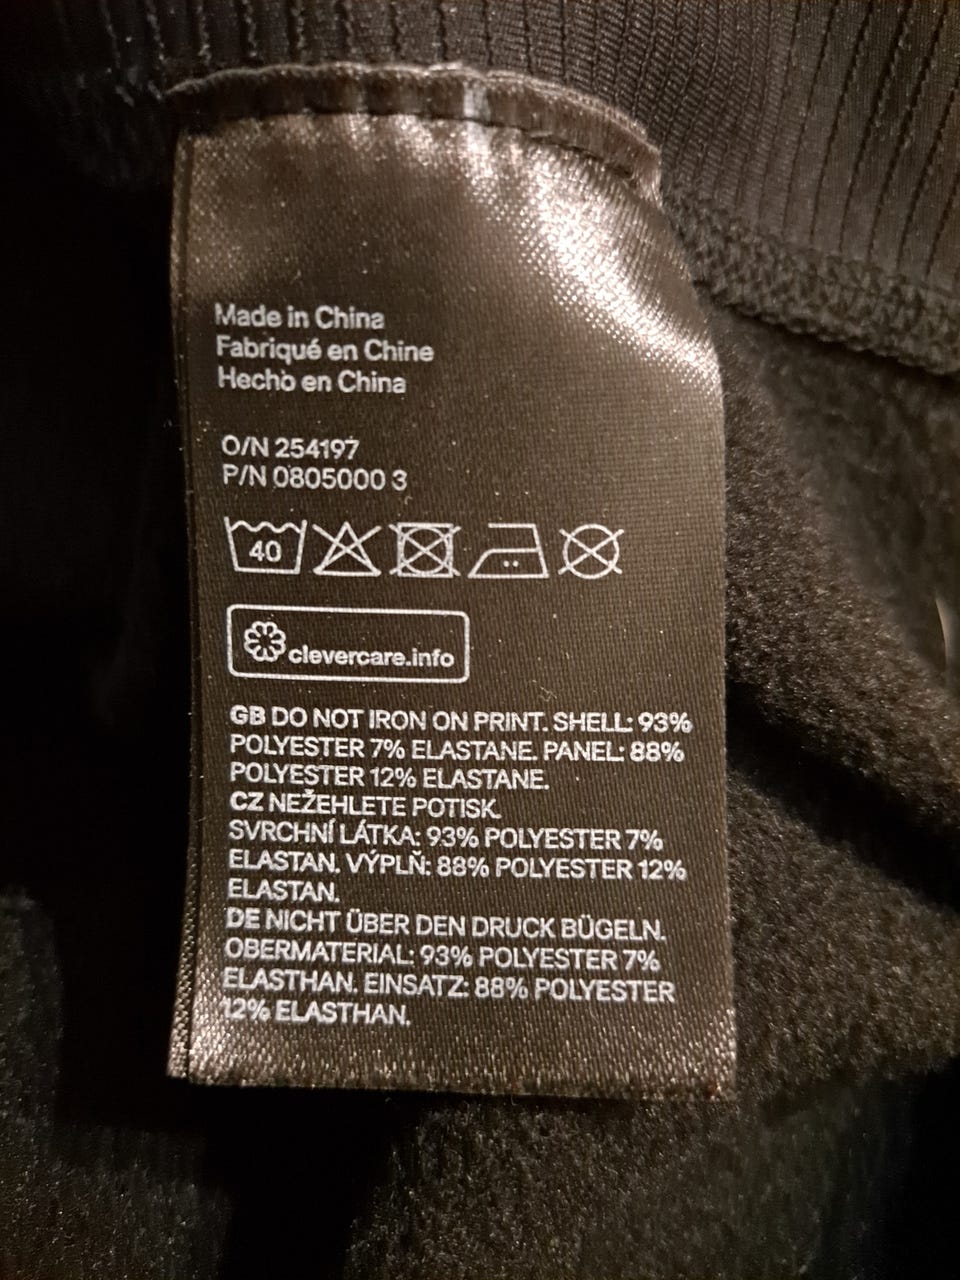 Made in China
Fabriqué en Chine
Hecho en China
O/N 254197
P/N 0805000 3
40
clevercare.info
GB DO NOT IRON ON PRINT. SHELL: 93%
POLYESTER 7% ELASTANE. PANEL: 88%
POLYESTER 12% ELASTANE.
CZ NEŽEHLETE POTISK.
SVRCHNÍ LÁTKA: 93% POLYESTER 7%
ELASTAN. VÝPLŇ: 88% POLYESTER 12%
ELASTAN.
DE NICHT ÜBER DEN DRUCK BÜGELN.
OBERMATERIAL: 93% POLYESTER 7%
ELASTHAN. EINSATZ: 88% POLYESTER
12% ELASTHAN.